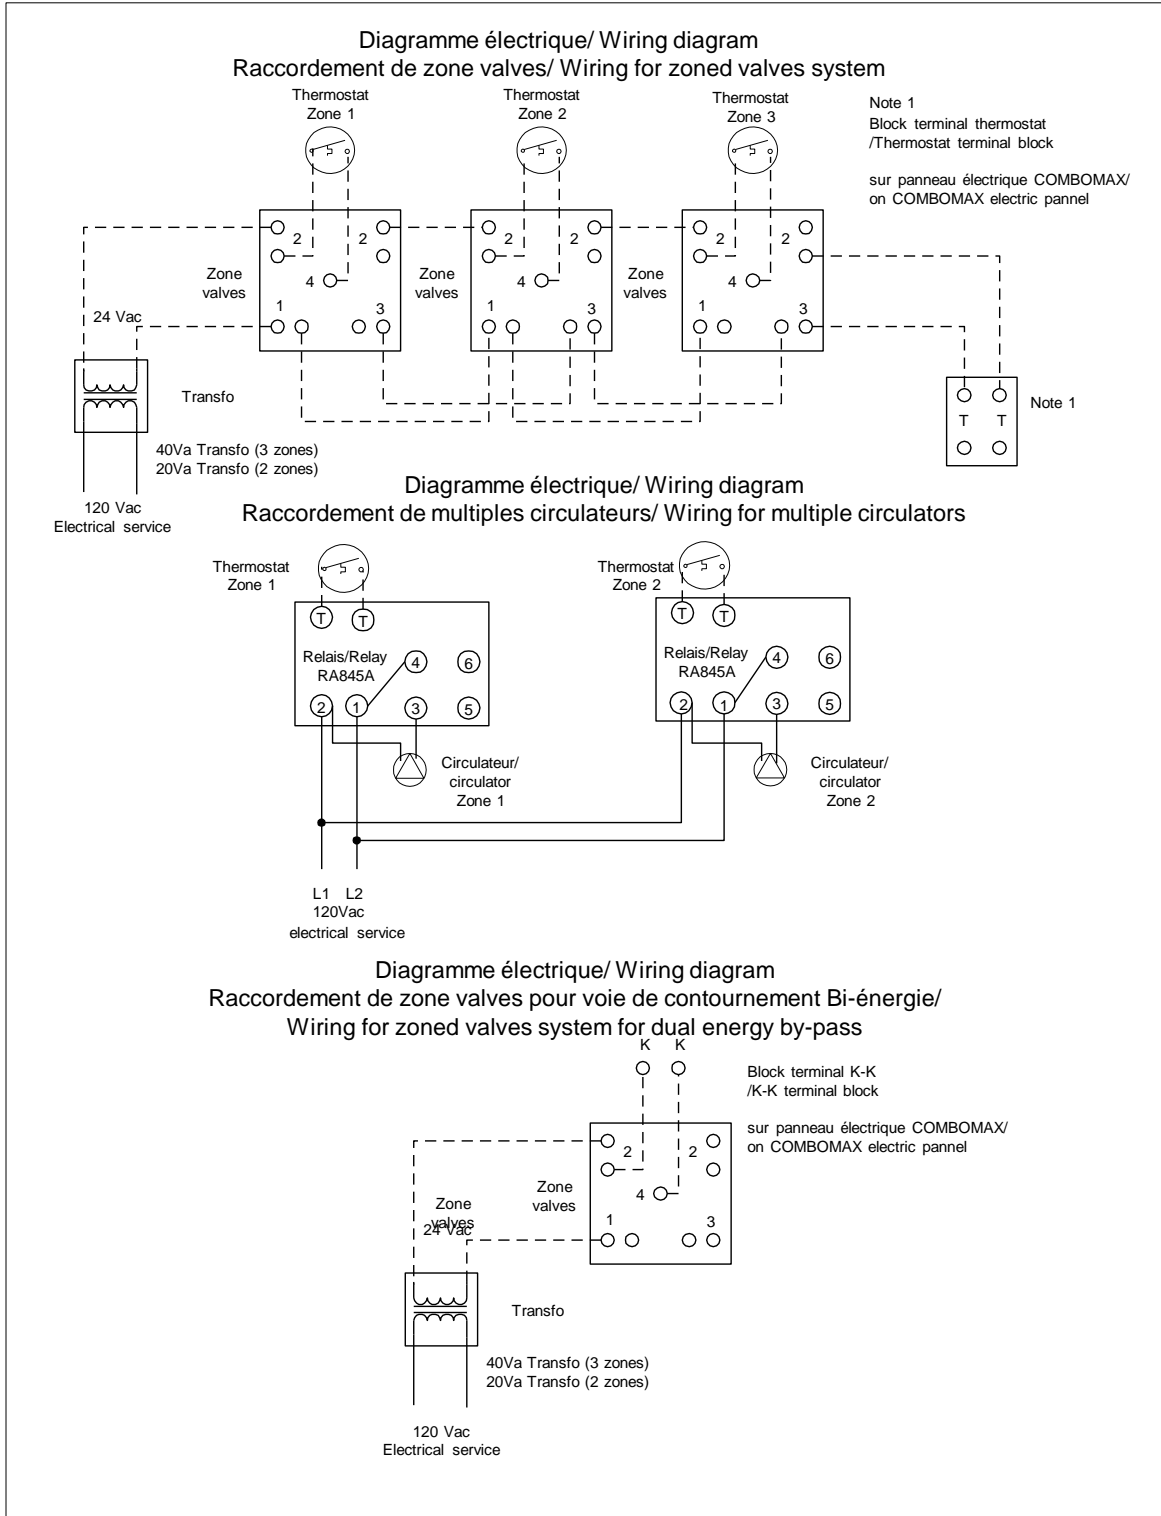 Diagramme électrique/ Wiring diagram
Raccordement de zone valves/ Wiring for zoned valves system
Thermostat
Zone 1
Thermostat
Zone 2
Thermostat
Zone 3
Note 1
Block terminal thermostat
/Thermostat terminal block
sur panneau électrique COMBOMAX/
on COMBOMAX electric pannel
2 2
4
1 3
Zone
valves
2 2
4
1 3
Zone
valves
2 2
4
1 3
Zone
valves
24 Vac
Transfo
40Va Transfo (3 zones)
20Va Transfo (2 zones)
120 Vac
Electrical service
T T
Note 1
Diagramme électrique/ Wiring diagram
Raccordement de multiples circulateurs/ Wiring for multiple circulators
Thermostat
Zone 1
T T
Relais/Relay
RA845A
4 6
2 1 3 5
Circulateur/
circulator
Zone 1
Thermostat
Zone 2
T T
Relais/Relay
RA845A
4 6
2 1 3 5
Circulateur/
circulator
Zone 2
L1 L2
120Vac
electrical service
Diagramme électrique/ Wiring diagram
Raccordement de zone valves pour voie de contournement Bi-énergie/
Wiring for zoned valves system for dual energy by-pass
K K
Block terminal K-K
/K-K terminal block
sur panneau électrique COMBOMAX/
on COMBOMAX electric pannel
2 2
4
1 3
Zone
valves
Zone
valves
24 Vac
Transfo
40Va Transfo (3 zones)
20Va Transfo (2 zones)
120 Vac
Electrical service